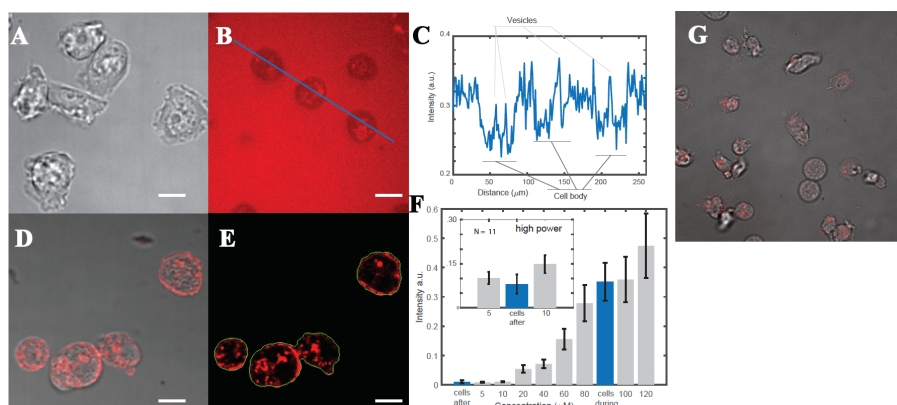 A
B
C
Vesicles
0.4
0.3
0.2
Intensity (a.u.)
0 50 100 150 200 250
Distance (μm)
Cell body
G
D
E
F
0.6
0.5
0.4
0.3
0.2
0.1
0
Intensity a.u.
.30
.15
N = 11
high power
5 cells 10
after
cells 5 10 20 40 60 80 cells 100 120
after Concentration (μM) during